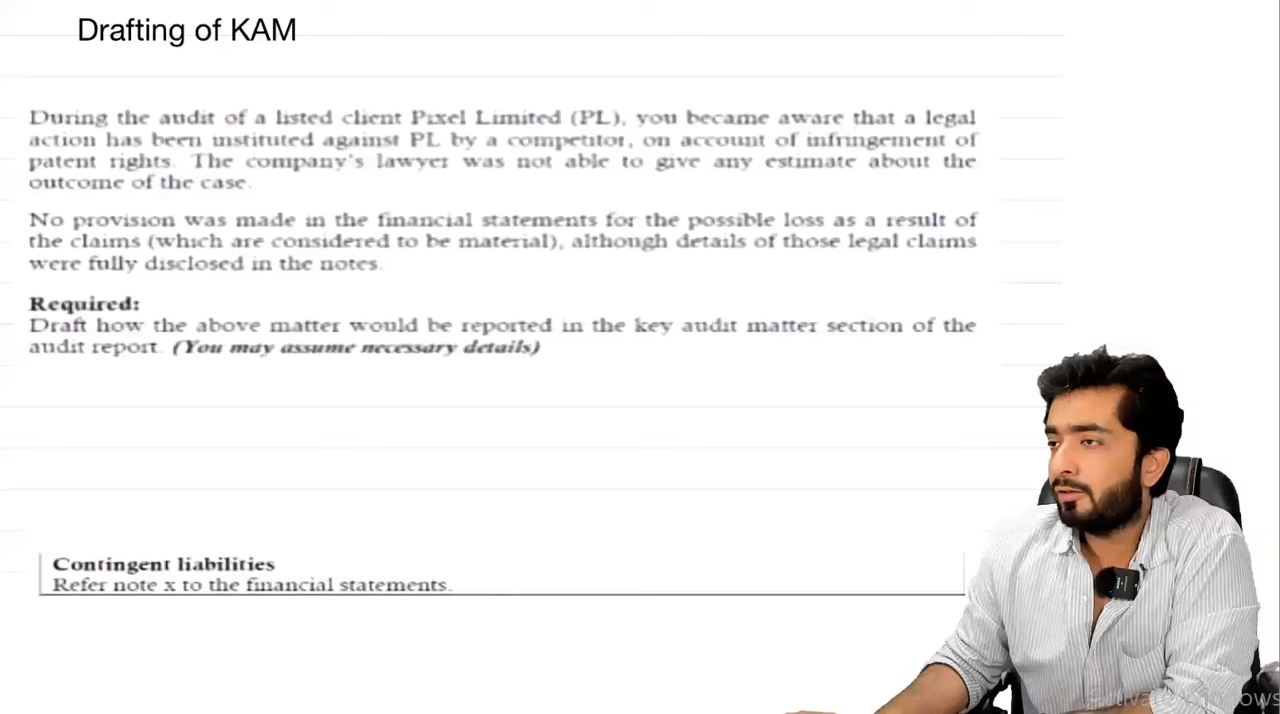 Drafting of KAM
During the audit of a listed client Pixel Limited (PL), you became aware that a legal
action has been instituted against PL by a competitor, on account of infringement of
patent rights. The company's lawyer was not able to give any estimate about the
outcome of the case.
No provision was made in the financial statements for the possible loss as a result of
the claims (which are considered to be material), although details of those legal claims
were fully disclosed in the notes.
Required:
Draft how the above matter would be reported in the key audit matter section of the
audit report. (You may assume necessary details)
Contingent liabilities
Refer note x to the financial statements.